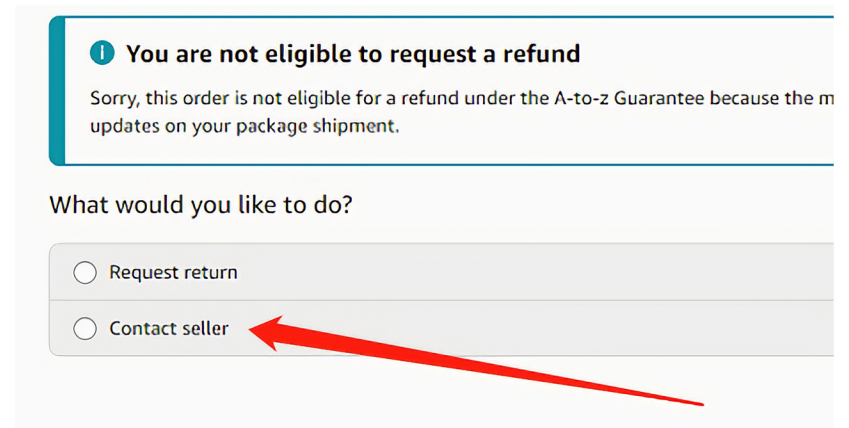 You are not eligible to request a refund
Sorry, this order is not eligible for a refund under the A-to-z Guarantee because the
updates on your package shipment.
What would you like to do?
Request return
Contact seller